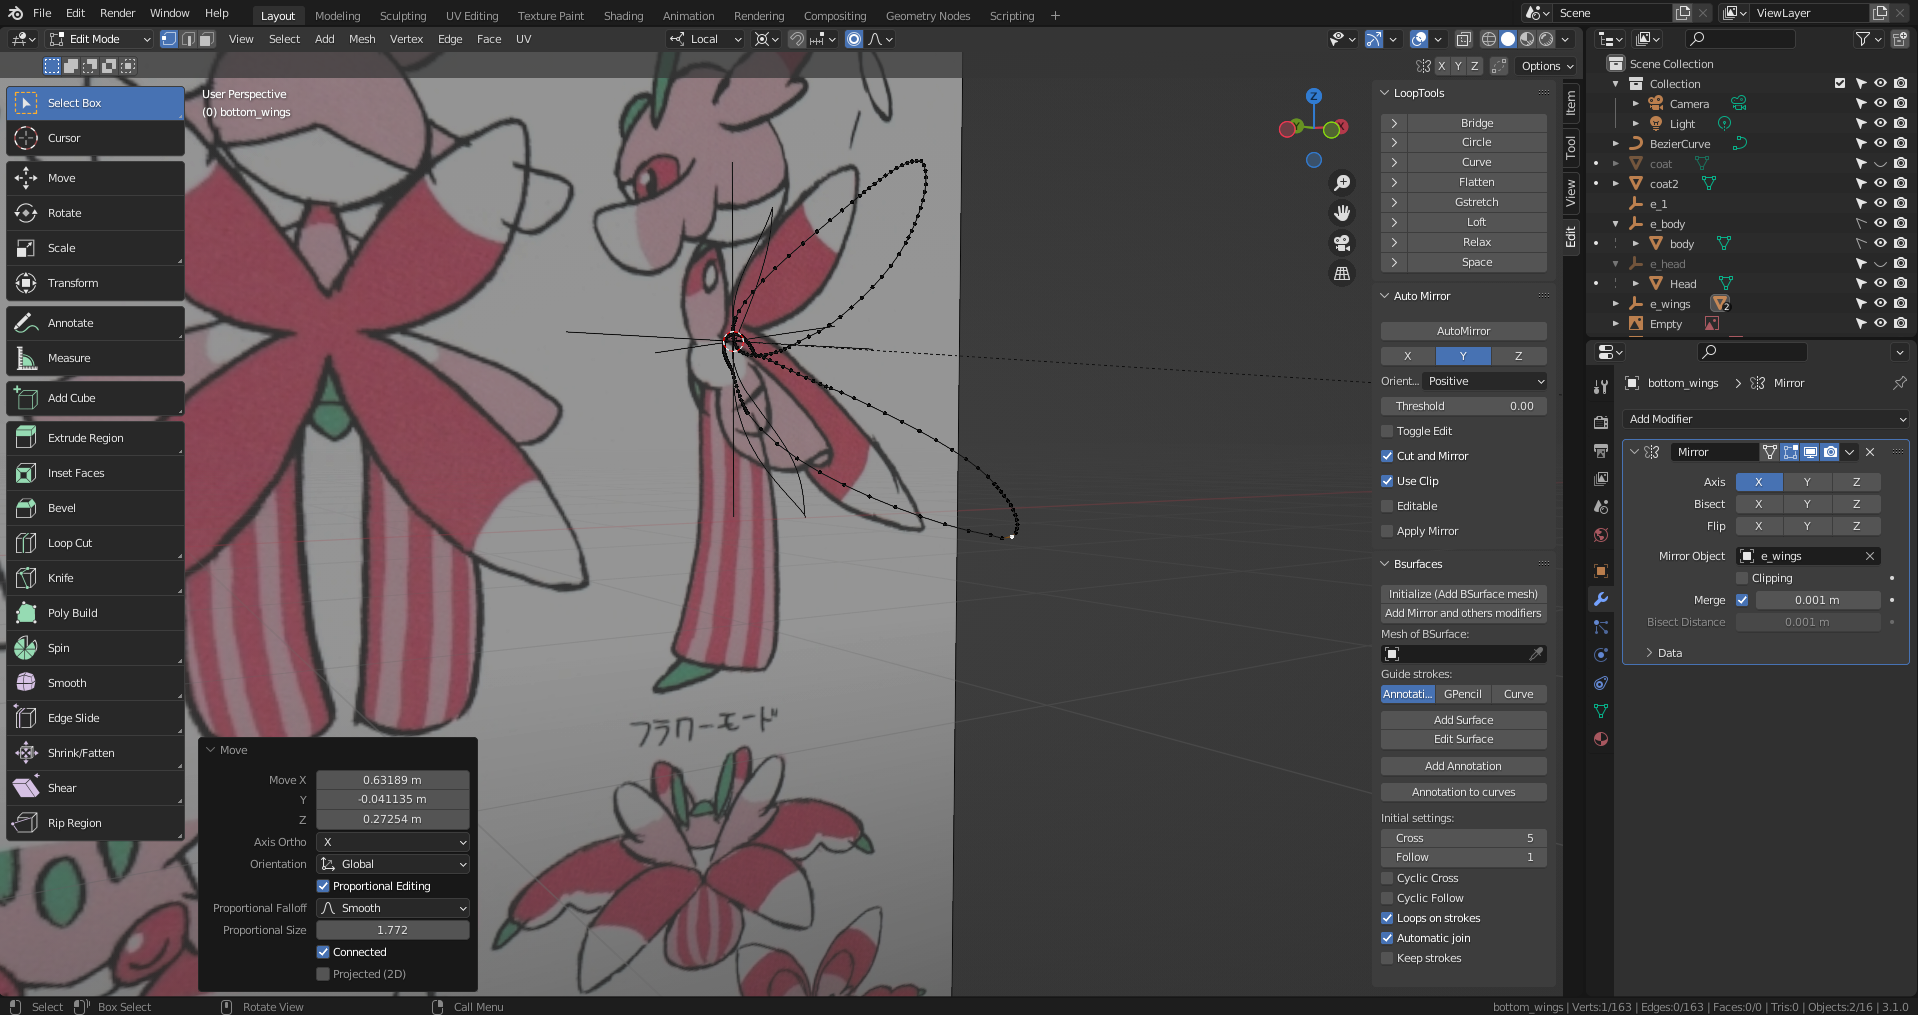 File Edit Render Window Help Layout Modeling Sculpting UV Editing Texture Paint Shading Animation Rendering Compositing Geometry Nodes Scripting + Scene ViewLayer
Edit Mode View Select Add Mesh Vertex Edge Face UV Local
X Y Z Options
User Perspective
(0) bottom_wings
Select Box
Cursor
Move
Rotate
Scale
Transform
Annotate
Measure
Add Cube
Extrude Region
Inset Faces
Bevel
Loop Cut
Knife
Poly Build
Spin
Smooth
Edge Slide
Shrink/Fatten
Shear
Rip Region
フラワーモード
Move
Move X 0.63189 m
Y -0.041135 m
Z 0.27254 m
Axis Ortho X
Orientation Global
Proportional Editing
Proportional Falloff Smooth
Proportional Size 1.772
Connected
Projected (2D)
Z
LoopTools
Bridge
Circle
Curve
Flatten
Gstretch
Loft
Relax
Space
Auto Mirror
AutoMirror
X Y Z
Orient... Positive
Threshold 0.00
Toggle Edit
Cut and Mirror
Use Clip
Editable
Apply Mirror
Bsurfaces
Initialize (Add BSurface mesh)
Add Mirror and others modifiers
Mesh of BSurface:
Guide strokes:
Annotati... GPencil Curve
Add Surface
Edit Surface
Add Annotation
Annotation to curves
Initial settings:
Cross 5
Follow 1
Cyclic Cross
Cyclic Follow
Loops on strokes
Automatic join
Keep strokes
Item
Tool
View
Edit
Scene Collection
Collection
Camera
Light
BezierCurve
coat
coat2
e_1
e_body
body
e_head
Head
e_wings 2
Empty
bottom_wings > Mirror
Add Modifier
Mirror
Axis X Y Z
Bisect X Y Z
Flip X Y Z
Mirror Object e_wings
Clipping
Merge 0.001 m
Bisect Distance 0.001 m
Data
Select Box Select Rotate View Call Menu bottom_wings | Verts:1/163 | Edges:0/163 | Faces:0/0 | Tris:0 | Objects:2/16 | 3.1.0